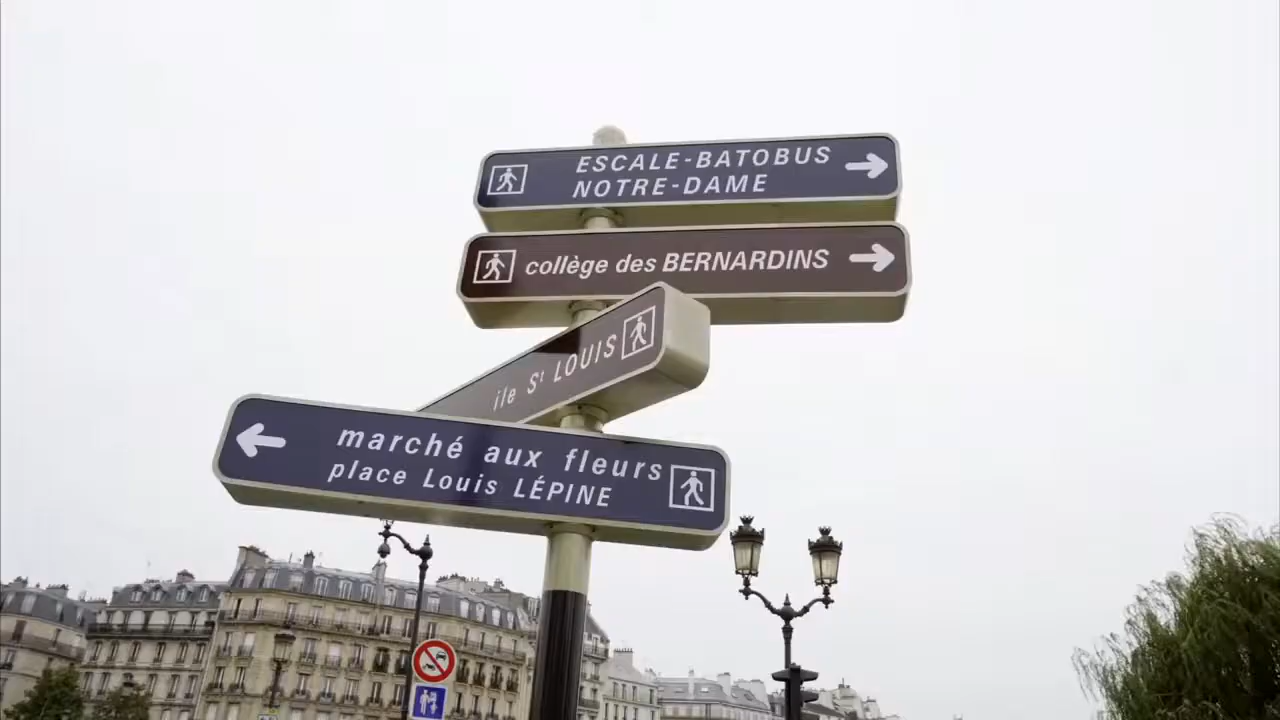 ESCALE-BATOBUS
NOTRE-DAME
collège des BERNARDINS
île St LOUIS
marché aux fleurs
place Louis LÉPINE